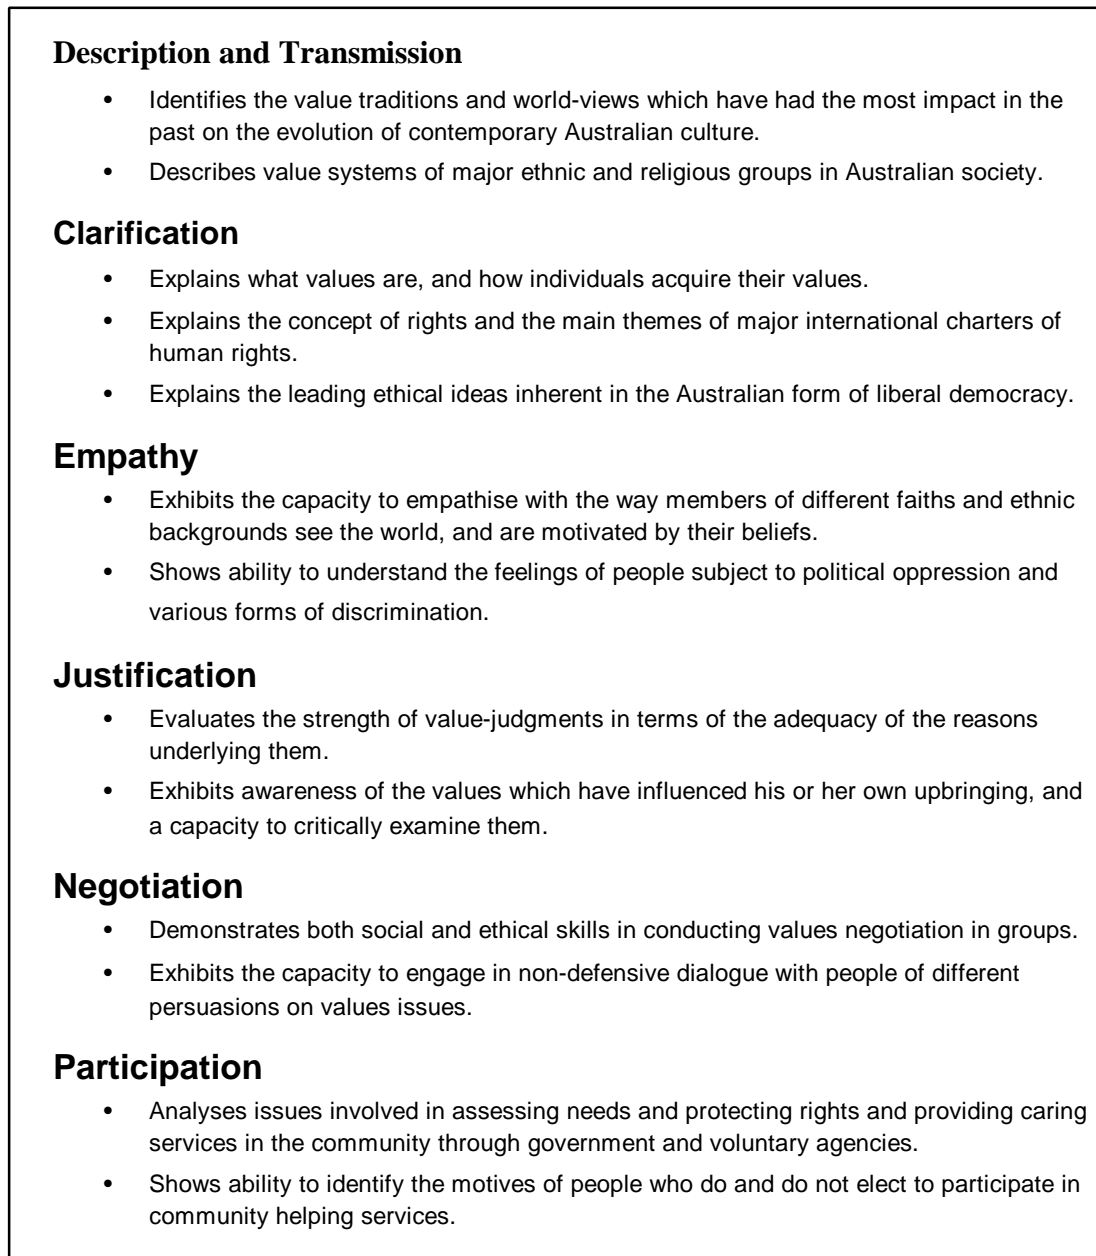 Description and Transmission
• Identifies the value traditions and world-views which have had the most impact in the
past on the evolution of contemporary Australian culture.
• Describes value systems of major ethnic and religious groups in Australian society.
Clarification
• Explains what values are, and how individuals acquire their values.
• Explains the concept of rights and the main themes of major international charters of
human rights.
• Explains the leading ethical ideas inherent in the Australian form of liberal democracy.
Empathy
• Exhibits the capacity to empathise with the way members of different faiths and ethnic
backgrounds see the world, and are motivated by their beliefs.
• Shows ability to understand the feelings of people subject to political oppression and
various forms of discrimination.
Justification
• Evaluates the strength of value-judgments in terms of the adequacy of the reasons
underlying them.
• Exhibits awareness of the values which have influenced his or her own upbringing, and
a capacity to critically examine them.
Negotiation
• Demonstrates both social and ethical skills in conducting values negotiation in groups.
• Exhibits the capacity to engage in non-defensive dialogue with people of different
persuasions on values issues.
Participation
• Analyses issues involved in assessing needs and protecting rights and providing caring
services in the community through government and voluntary agencies.
• Shows ability to identify the motives of people who do and do not elect to participate in
community helping services.